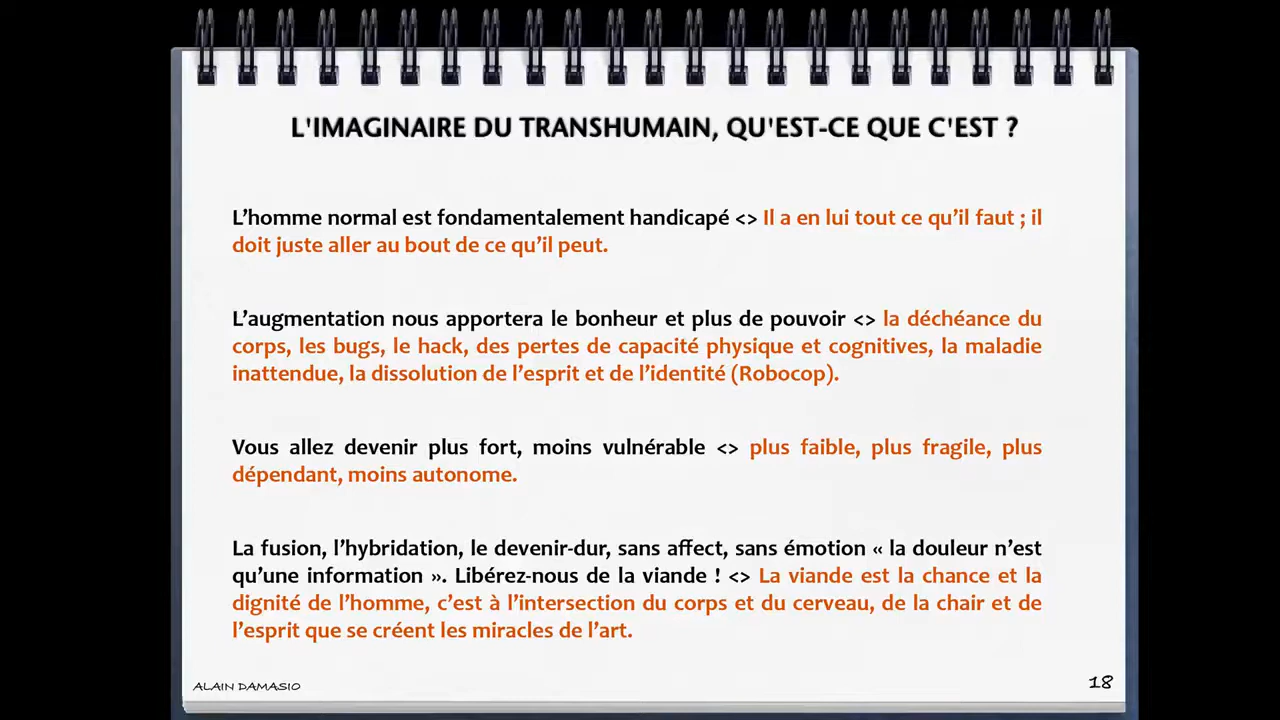 L'IMAGINAIRE DU TRANSHUMAIN, QU'EST-CE QUE C'EST ?
L’homme normal est fondamentalement handicapé <> Il a en lui tout ce qu’il faut ; il
doit juste aller au bout de ce qu’il peut.
L’augmentation nous apportera le bonheur et plus de pouvoir <> la déchéance du
corps, les bugs, le hack, des pertes de capacité physique et cognitives, la maladie
inattendue, la dissolution de l’esprit et de l’identité (Robocop).
Vous allez devenir plus fort, moins vulnérable <> plus faible, plus fragile, plus
dépendant, moins autonome.
La fusion, l’hybridation, le devenir-dur, sans affect, sans émotion « la douleur n’est
qu’une information ». Libérez-nous de la viande ! <> La viande est la chance et la
dignité de l’homme, c’est à l’intersection du corps et du cerveau, de la chair et de
l’esprit que se créent les miracles de l’art.
ALAIN DAMASIO
18